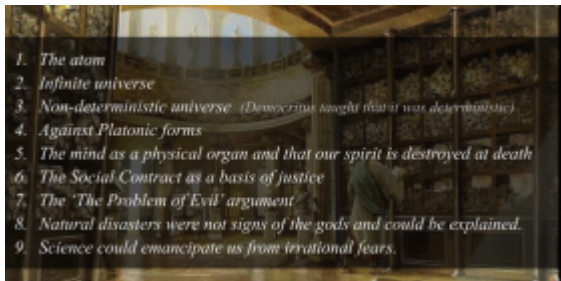 1. The atom
2. Infinite universe
3. Non-deterministic universe (Democritus taught that it was deterministic)
4. Against Platonic forms
5. The mind as a physical organ and that our spirit is destroyed at death
6. The Social Contract as a basis of justice
7. The 'The Problem of Evil' argument
8. Natural disasters were not signs of the gods and could be explained.
9. Science could emancipate us from irrational fears.